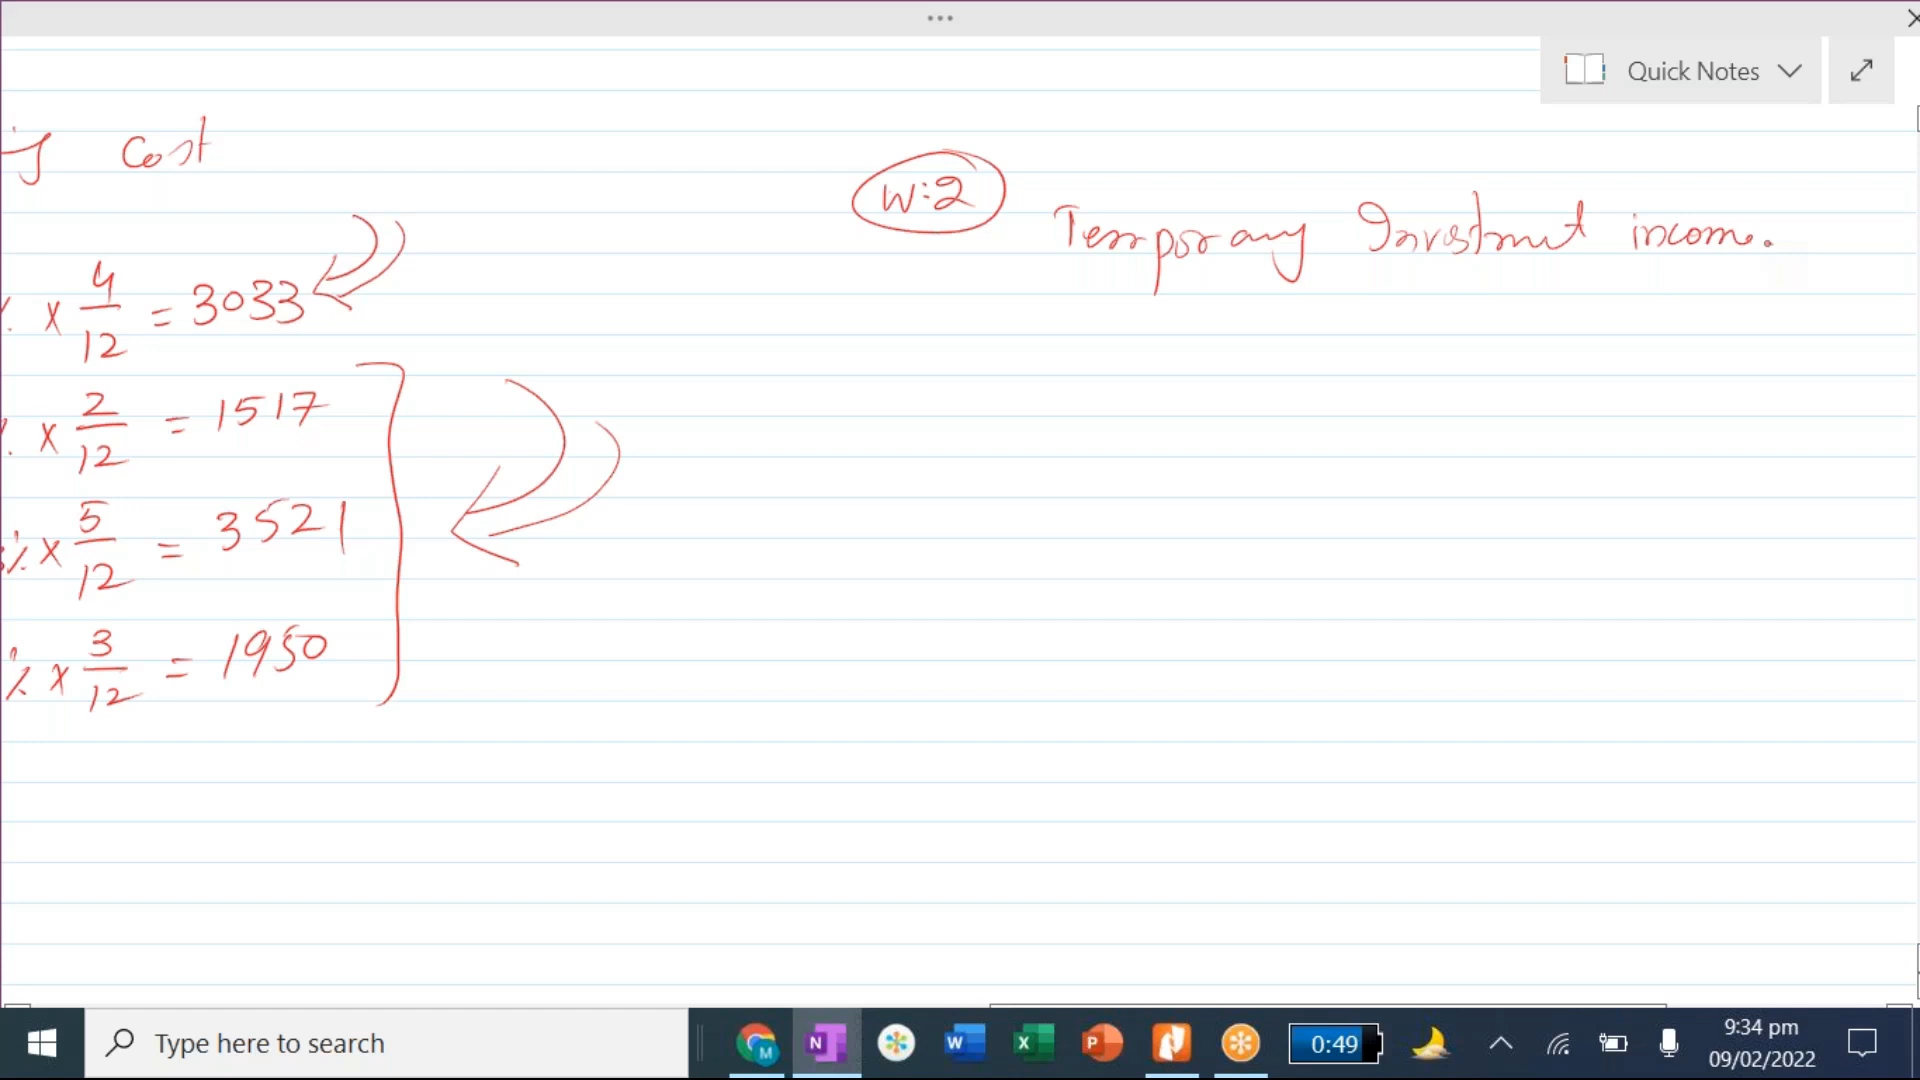 Quick Notes
Cost
W:2
Temporary Investment income.
% × 4/12 = 3033
× 2/12 = 1517
% × 5/12 = 3521
% × 3/12 = 1950
Type here to search
0:49
9:34 pm
09/02/2022